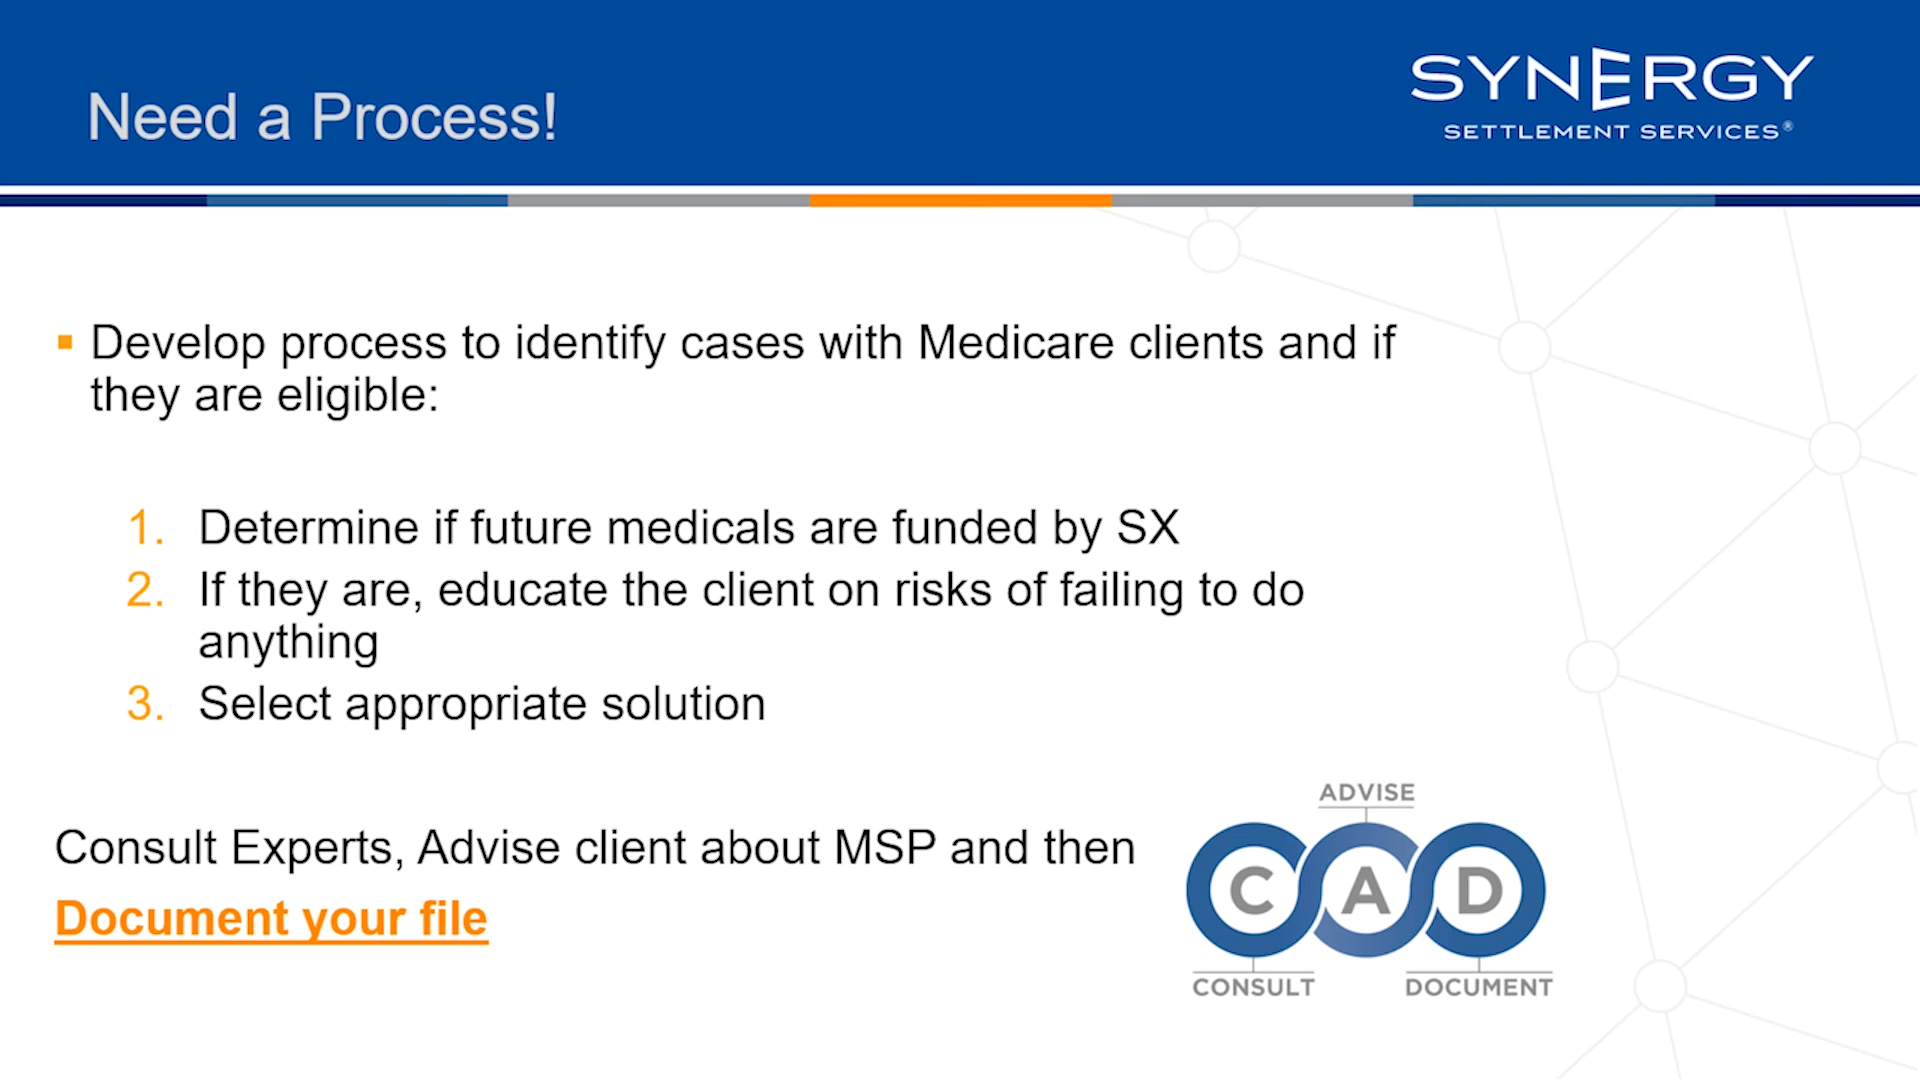 Need a Process!
SYNERGY
SETTLEMENT SERVICES®
▪ Develop process to identify cases with Medicare clients and if
they are eligible:
1. Determine if future medicals are funded by SX
2. If they are, educate the client on risks of failing to do
anything
3. Select appropriate solution
Consult Experts, Advise client about MSP and then
Document your file
ADVISE
C A D
CONSULT DOCUMENT